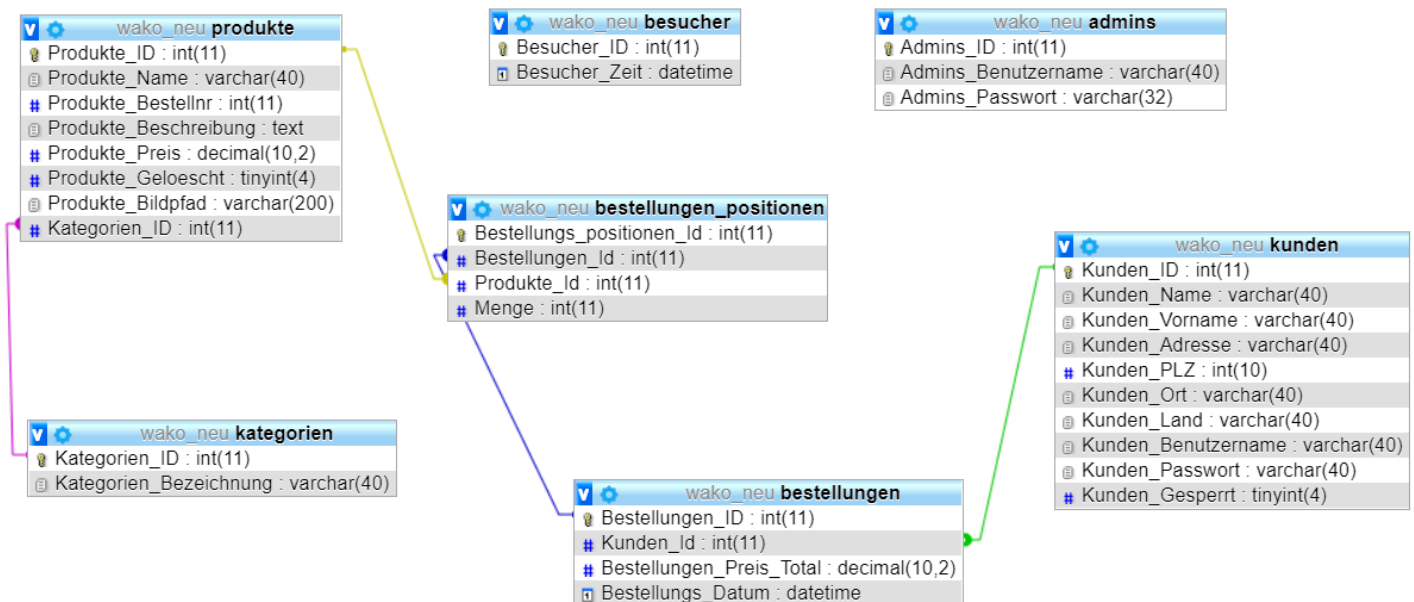 wako_neu produkte
Produkte_ID : int(11)
Produkte_Name : varchar(40)
Produkte_Bestellnr : int(11)
Produkte_Beschreibung : text
Produkte_Preis : decimal(10,2)
Produkte_Geloescht : tinyint(4)
Produkte_Bildpfad : varchar(200)
Kategorien_ID : int(11)
wako_neu besucher
Besucher_ID : int(11)
Besucher_Zeit : datetime
wako_neu admins
Admins_ID : int(11)
Admins_Benutzername : varchar(40)
Admins_Passwort : varchar(32)
wako_neu bestellungen_positionen
Bestellungs_positionen_Id : int(11)
Bestellungen_Id : int(11)
Produkte_Id : int(11)
Menge : int(11)
wako_neu kunden
Kunden_ID : int(11)
Kunden_Name : varchar(40)
Kunden_Vorname : varchar(40)
Kunden_Adresse : varchar(40)
Kunden_PLZ : int(10)
Kunden_Ort : varchar(40)
Kunden_Land : varchar(40)
Kunden_Benutzername : varchar(40)
Kunden_Passwort : varchar(40)
Kunden_Gesperrt : tinyint(4)
wako_neu kategorien
Kategorien_ID : int(11)
Kategorien_Bezeichnung : varchar(40)
wako_neu bestellungen
Bestellungen_ID : int(11)
Kunden_Id : int(11)
Bestellungen_Preis_Total : decimal(10,2)
Bestellungs_Datum : datetime